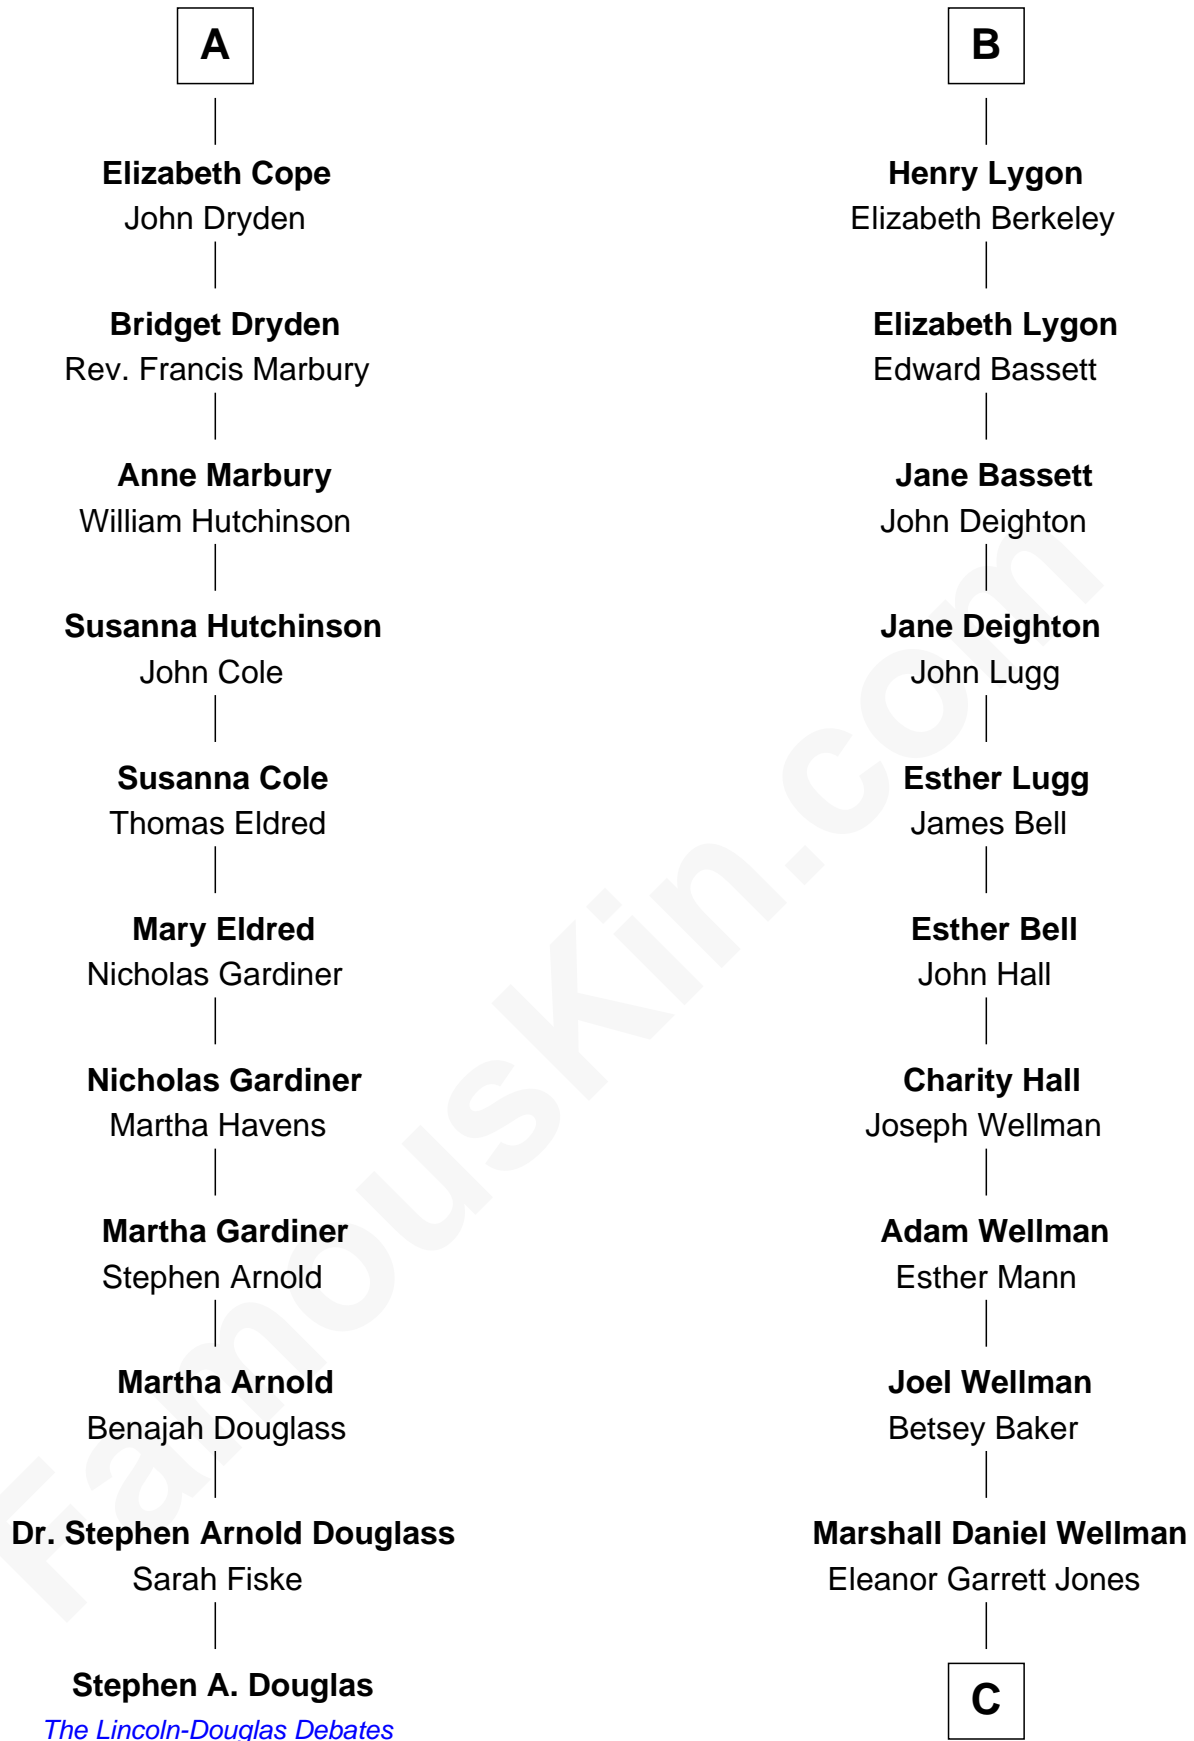 A
Elizabeth Cope
John Dryden
Bridget Dryden
Rev. Francis Marbury
Anne Marbury
William Hutchinson
Susanna Hutchinson
John Cole
Susanna Cole
Thomas Eldred
Mary Eldred
Nicholas Gardiner
Nicholas Gardiner
Martha Havens
Martha Gardiner
Stephen Arnold
Martha Arnold
Benajah Douglass
Dr. Stephen Arnold Douglass
Sarah Fiske
Stephen A. Douglas
The Lincoln-Douglas Debates
B
Henry Lygon
Elizabeth Berkeley
Elizabeth Lygon
Edward Bassett
Jane Bassett
John Deighton
Jane Deighton
John Lugg
Esther Lugg
James Bell
Esther Bell
John Hall
Charity Hall
Joseph Wellman
Adam Wellman
Esther Mann
Joel Wellman
Betsey Baker
Marshall Daniel Wellman
Eleanor Garrett Jones
C
FamousKin.com